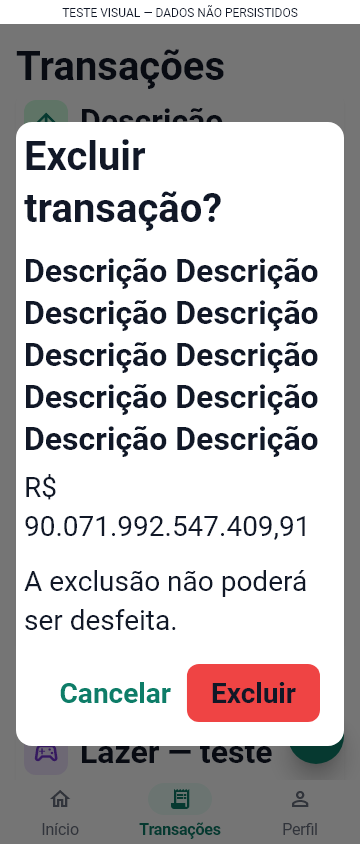 TESTE VISUAL — DADOS NÃO PERSISTIDOS
Transações
Descrição
Excluir
transação?
Descrição Descrição
Descrição Descrição
Descrição Descrição
Descrição Descrição
Descrição Descrição
R$
90.071.992.547.409,91
A exclusão não poderá
ser desfeita.
Cancelar Excluir
Lazer — teste
Início Transações Perfil